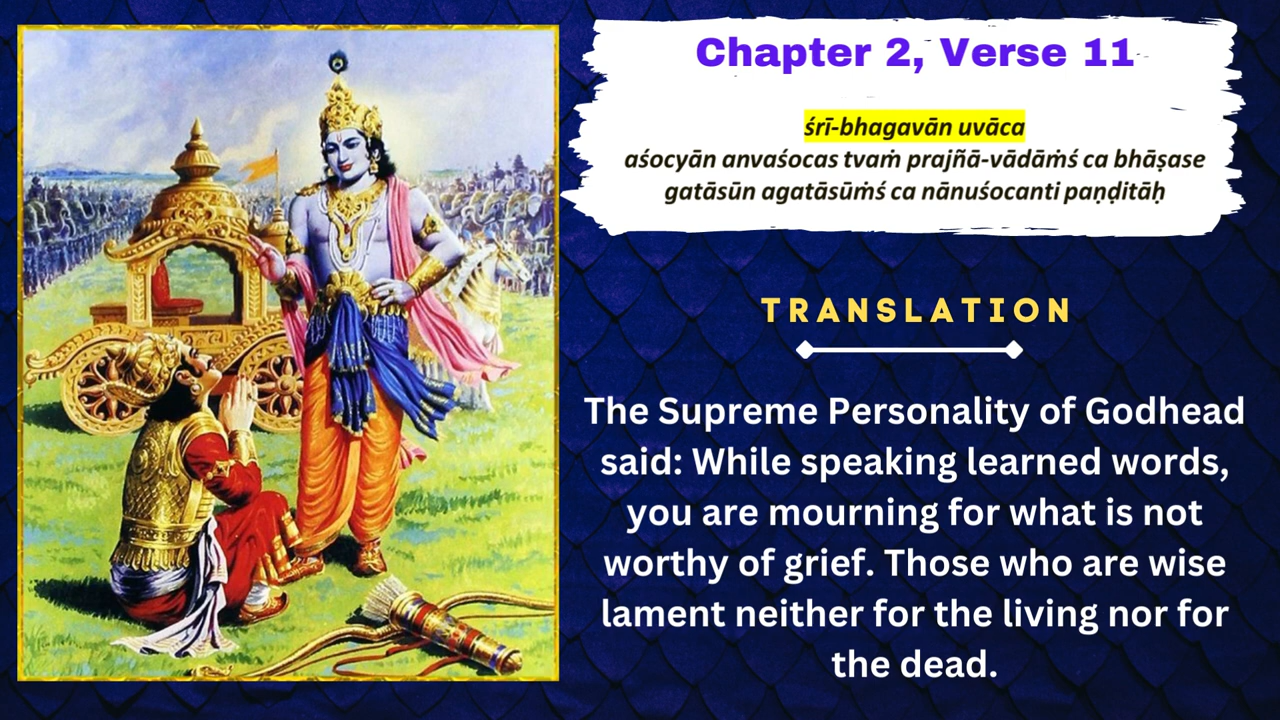 Chapter 2, Verse 11
śrī-bhagavān uvāca
aśocyān anvaśocas tvaṁ prajñā-vādāṁś ca bhāṣase
gatāsūn agatāsūṁś ca nānuśocanti paṇḍitāḥ
TRANSLATION
The Supreme Personality of Godhead
said: While speaking learned words,
you are mourning for what is not
worthy of grief. Those who are wise
lament neither for the living nor for
the dead.